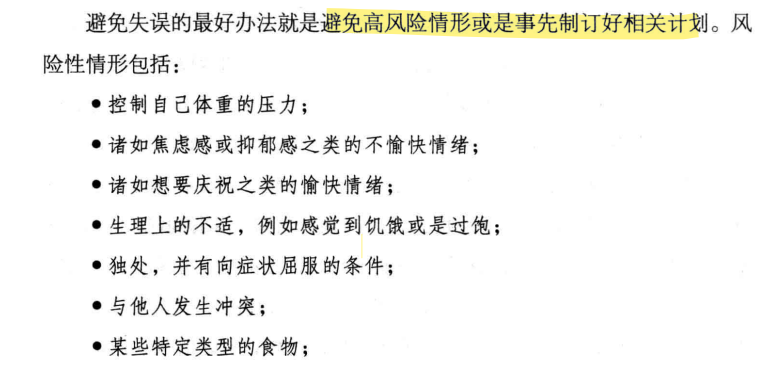 避免失误的最好办法就是避免高风险情形或是事先制订好相关计划。风
险性情形包括：
●控制自己体重的压力；
●诸如焦虑感或抑郁感之类的不愉快情绪；
●诸如想要庆祝之类的愉快情绪；
●生理上的不适，例如感觉到饥饿或是过饱；
●独处，并有向症状屈服的条件；
●与他人发生冲突；
●某些特定类型的食物；